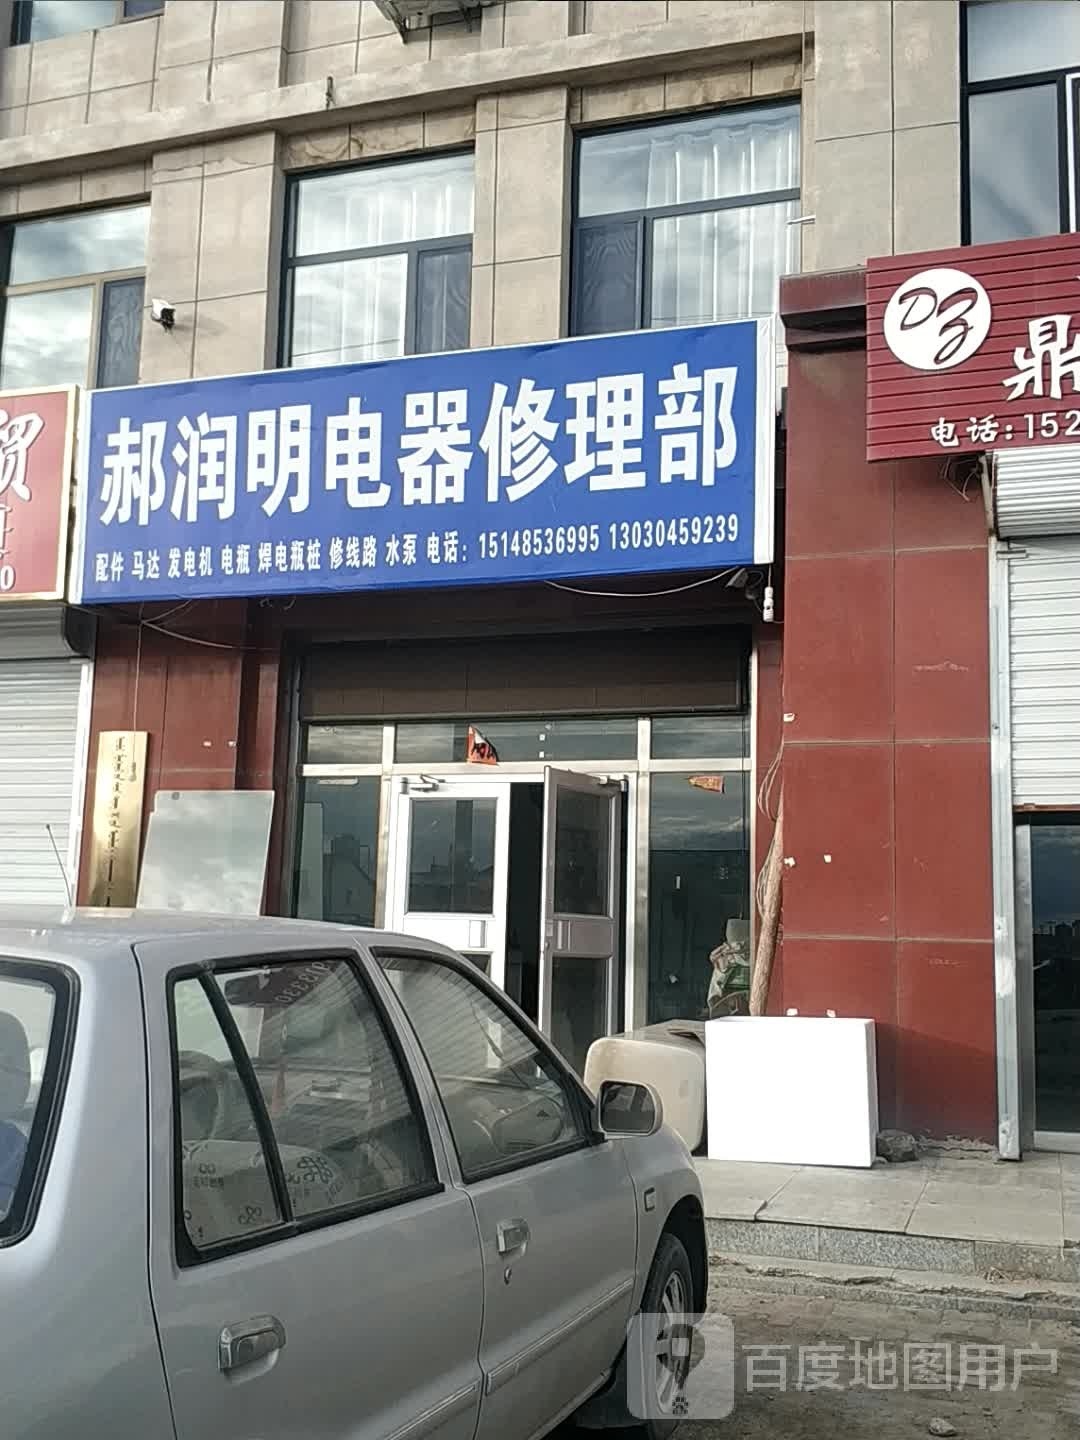 郝润明电器修理部
配件 马达 发电机 电瓶 焊电瓶桩 修线路 水泵 电话：15148536995 13030459239
贸
0
DZ
鼎
电话:152
百度地图用户